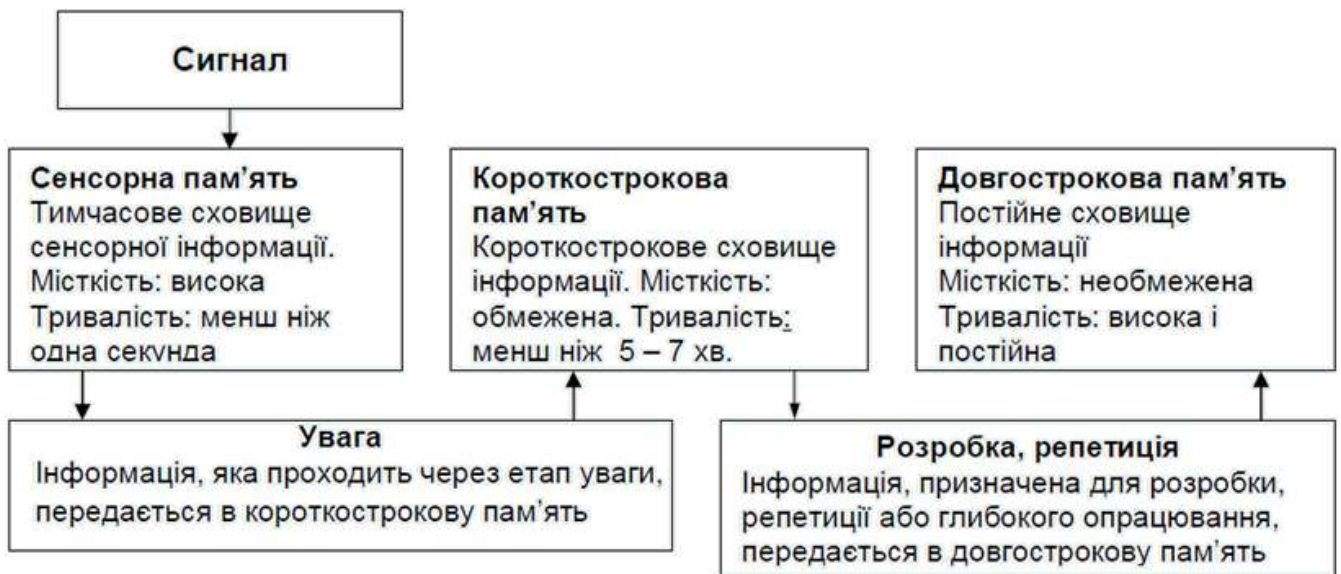 Сигнал
Сенсорна пам’ять
Тимчасове сховище
сенсорної інформації.
Місткість: висока
Тривалість: менш ніж
одна секунда
Короткострокова
пам’ять
Короткострокове сховище
інформації. Місткість:
обмежена. Тривалість:
менш ніж 5 – 7 хв.
Довгострокова пам’ять
Постійне сховище
інформації
Місткість: необмежена
Тривалість: висока і
постійна
Увага
Інформація, яка проходить через етап уваги,
передається в короткострокову пам’ять
Розробка, репетиція
Інформація, призначена для розробки,
репетиції або глибокого опрацювання,
передається в довгострокову пам’ять